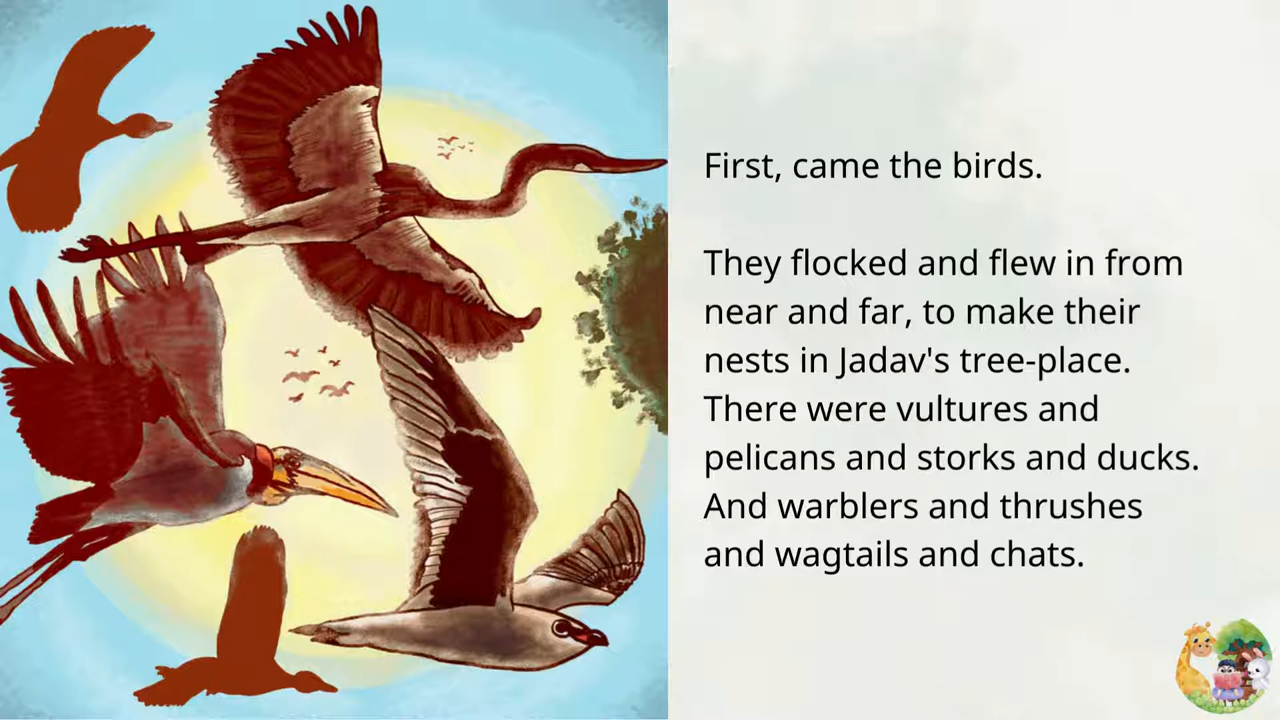 First, came the birds.
They flocked and flew in from
near and far, to make their
nests in Jadav's tree-place.
There were vultures and
pelicans and storks and ducks.
And warblers and thrushes
and wagtails and chats.